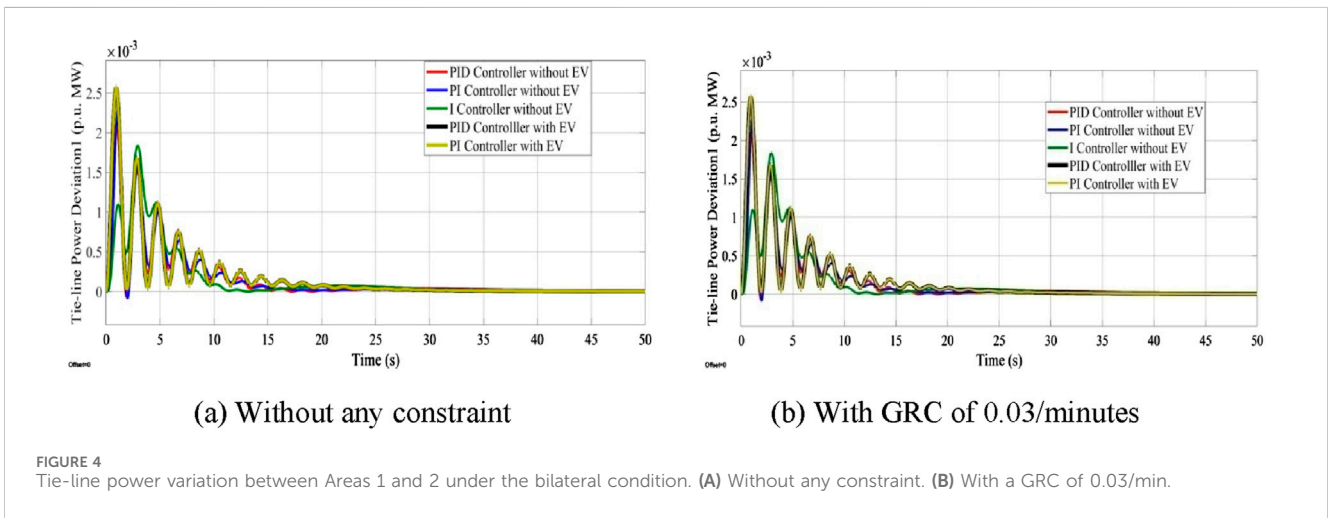 ×10⁻³
Tie-line Power Deviation1 (p.u. MW)
2.5
2
1.5
1
0.5
0
PID Controller without EV
PI Controller without EV
I Controller without EV
PID Controlller with EV
PI Controller with EV
0 5 10 15 20 25 30 35 40 45 50
Time (s)
Offset=0
(a) Without any constraint
×10⁻³
Tie-line Power Deviation1 (p.u. MW)
2.5
2
1.5
1
0.5
0
PID Controller without EV
PI Controller without EV
I Controller without EV
PID Controlller with EV
PI Controller with EV
0 5 10 15 20 25 30 35 40 45 50
Time (s)
Offset=0
(b) With GRC of 0.03/minutes
FIGURE 4
Tie-line power variation between Areas 1 and 2 under the bilateral condition. (A) Without any constraint. (B) With a GRC of 0.03/min.